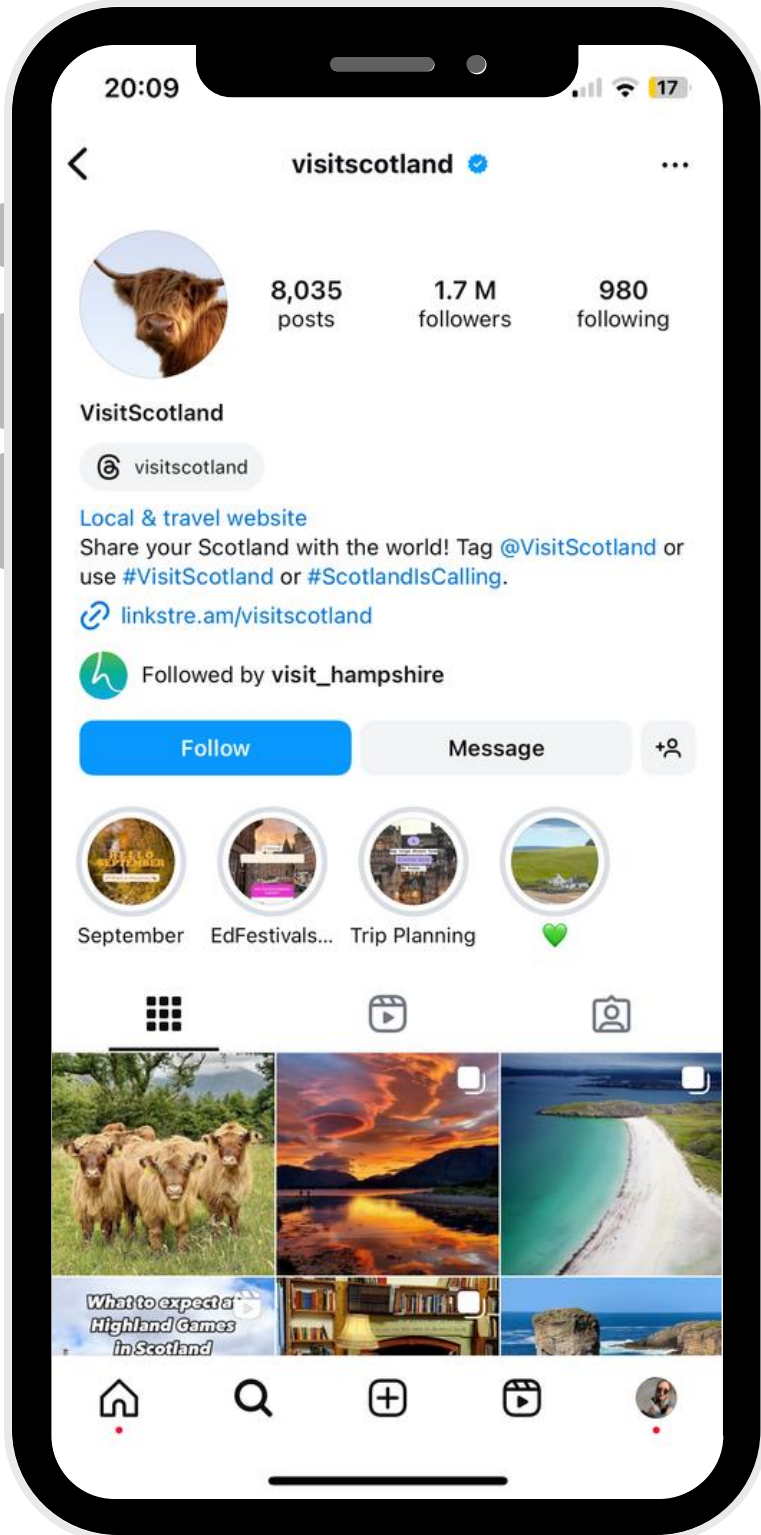 20:09
17
visitscotland
8,035
posts
1.7 M
followers
980
following
VisitScotland
visitscotland
Local & travel website
Share your Scotland with the world! Tag @VisitScotland or
use #VisitScotland or #ScotlandIsCalling.
linkstre.am/visitscotland
Followed by visit_hampshire
Follow
Message
HELLO
SEPTEMBER
September
EdFestivals...
Trip Planning
What to expect at
Highland Games
in Scotland